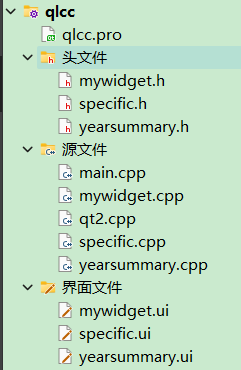 qlcc
qlcc.pro
头文件
mywidget.h
specific.h
yearsummary.h
源文件
main.cpp
mywidget.cpp
qt2.cpp
specific.cpp
yearsummary.cpp
界面文件
mywidget.ui
specific.ui
yearsummary.ui